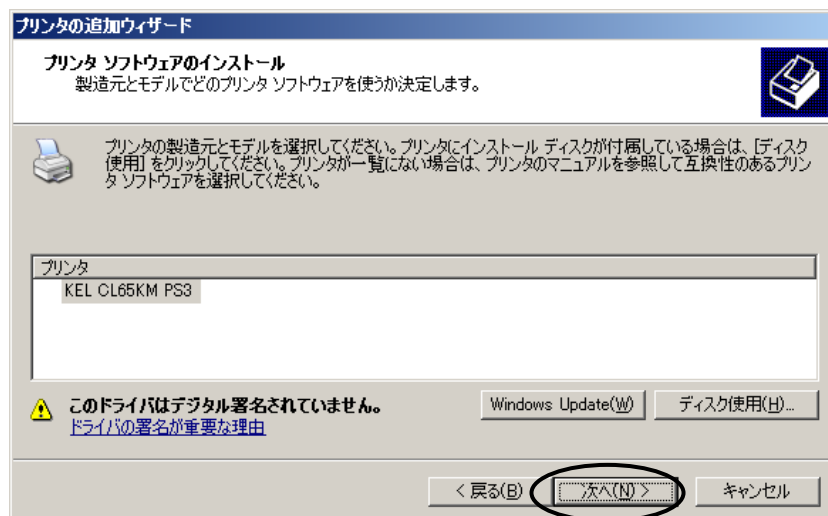 プリンタの追加ウィザード
プリンタ ソフトウェアのインストール
製造元とモデルでどのプリンタ ソフトウェアを使うか決定します。
プリンタの製造元とモデルを選択してください。プリンタにインストール ディスクが付属している場合は、[ディスク
使用] をクリックしてください。プリンタが一覧にない場合は、プリンタのマニュアルを参照して互換性のあるプリン
タ ソフトウェアを選択してください。
プリンタ
KEL CL65KM PS3
このドライバはデジタル署名されていません。
ドライバの署名が重要な理由
Windows Update(W)
ディスク使用(H)...
< 戻る(B)
次へ(N) >
キャンセル